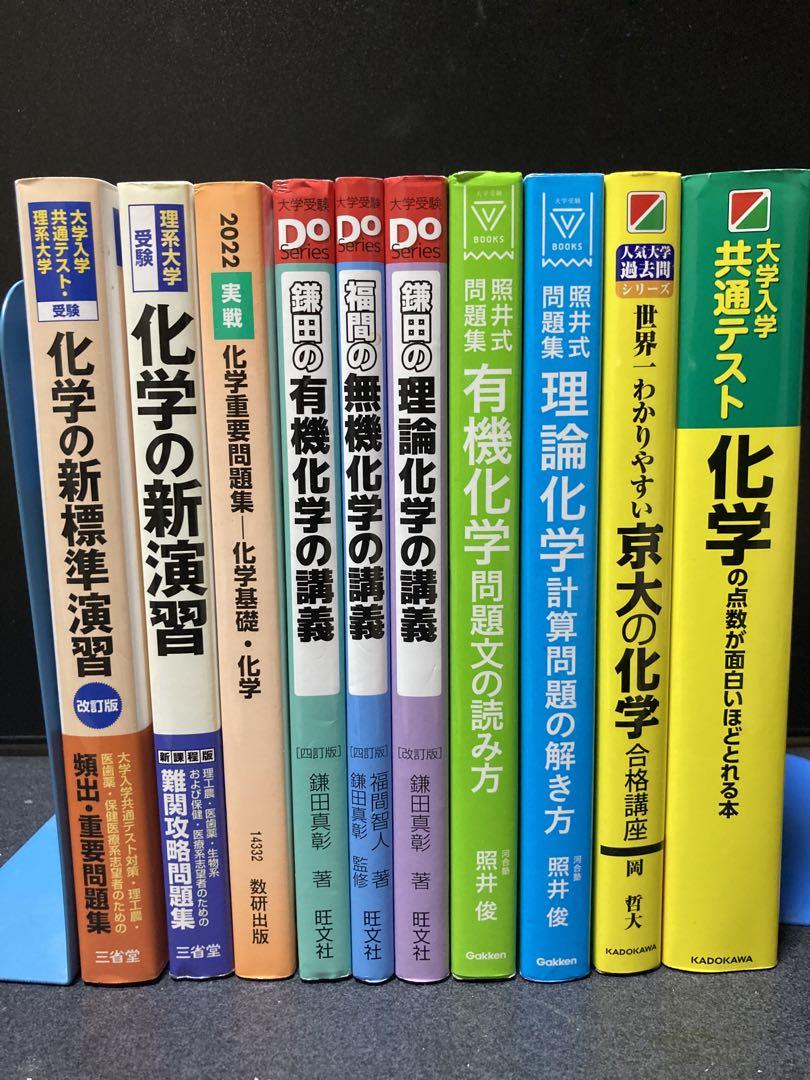 大学入学
共通テスト・
理系大学
受験
化学の新標準演習
改訂版
大学入学共通テスト対策・理工農・
医歯薬・保健医療系志望者のための
頻出・重要問題集
三省堂
理系大学
受験
化学の新演習
新課程版
理工農・医歯薬・生物系
および保健・医療系志望者のための
難関攻略問題集
三省堂
2022
実戦
化学重要問題集―化学基礎・化学
14332
数研出版
大学受験
Do
Series
鎌田の有機化学の講義
[四訂版]
鎌田真彰 著
旺文社
大学受験
Do
Series
福間の無機化学の講義
[四訂版]
福間智人 著
鎌田真彰 監修
旺文社
大学受験
Do
Series
鎌田の理論化学の講義
[改訂版]
鎌田真彰 著
旺文社
大学受験
V
BOOKS
照井式
問題集
有機化学 問題文の読み方
河合塾
照井 俊
Gakken
大学受験
V
BOOKS
照井式
問題集
理論化学 計算問題の解き方
河合塾
照井 俊
Gakken
人気大学
過去問
シリーズ
世界一わかりやすい
京大の化学
合格講座
岡 哲大
KADOKAWA
大学入学
共通テスト
化学の点数が面白いほどとれる本
KADOKAWA